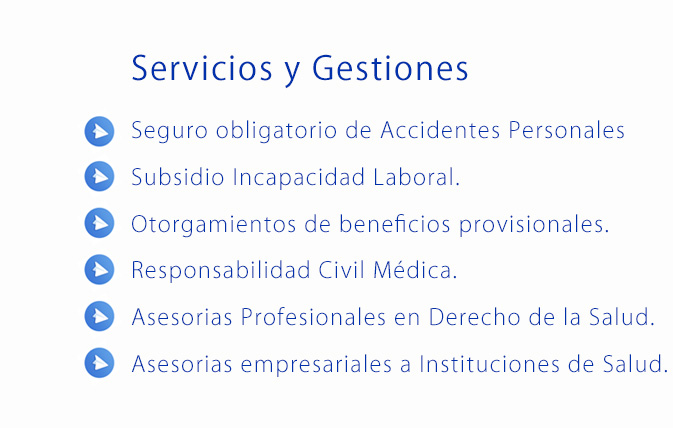 Servicios y Gestiones
Seguro obligatorio de Accidentes Personales
Subsidio Incapacidad Laboral.
Otorgamientos de beneficios provisionales.
Responsabilidad Civil Médica.
Asesorias Profesionales en Derecho de la Salud.
Asesorias empresariales a Instituciones de Salud.